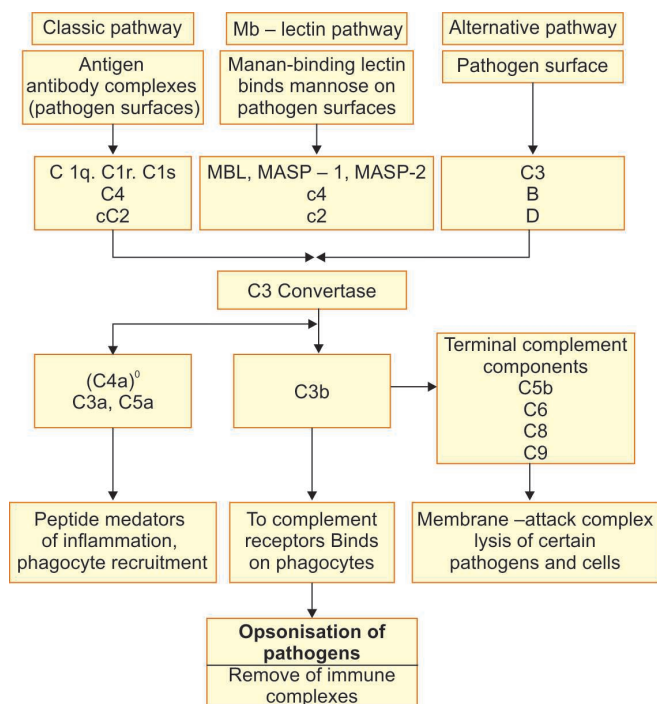 Classic pathway
Mb – lectin pathway
Alternative pathway
Antigen
antibody complexes
(pathogen surfaces)
Manan-binding lectin
binds mannose on
pathogen surfaces
Pathogen surface
C 1q. C1r. C1s
C4
cC2
MBL, MASP – 1, MASP-2
c4
c2
C3
B
D
C3 Convertase
(C4a)⁰
C3a, C5a
C3b
Terminal complement
components
C5b
C6
C8
C9
Peptide medators
of inflammation,
phagocyte recruitment
To complement
receptors Binds
on phagocytes
Membrane –attack complex
lysis of certain
pathogens and cells
Opsonisation of
pathogens
Remove of immune
complexes